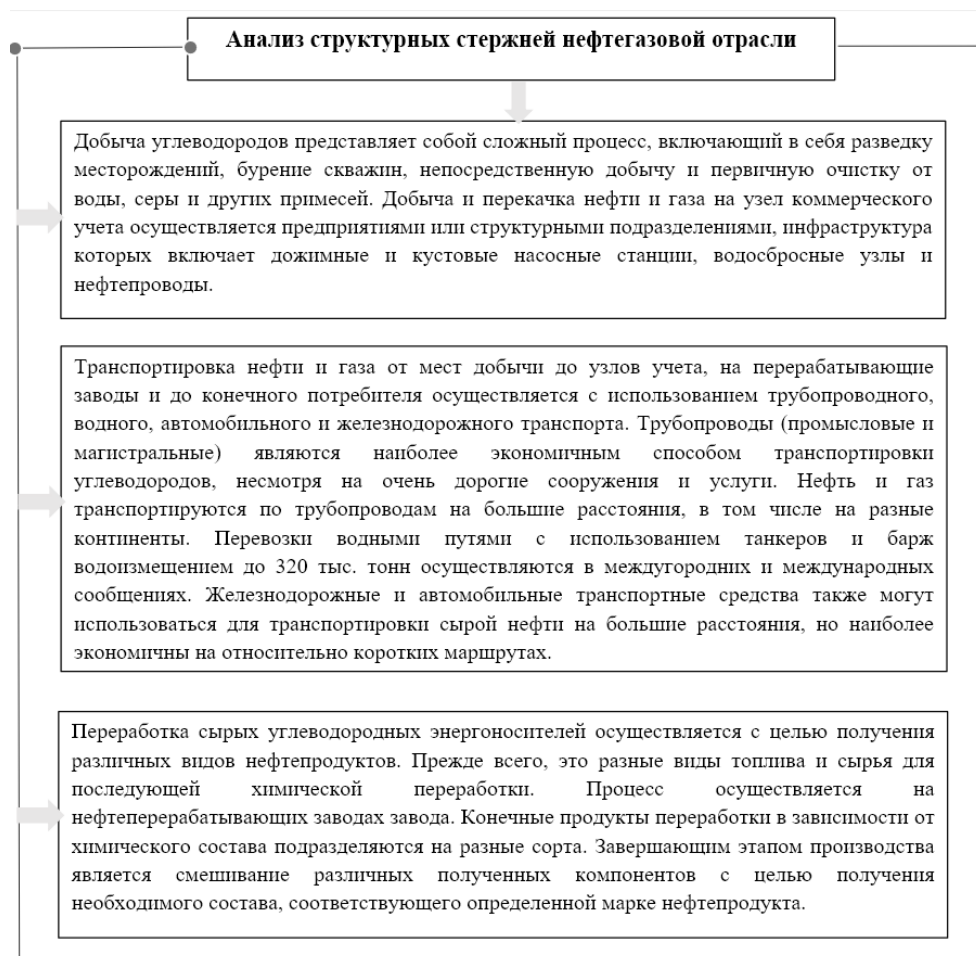 Анализ структурных стержней нефтегазовой отрасли
Добыча углеводородов представляет собой сложный процесс, включающий в себя разведку
месторождений, бурение скважин, непосредственную добычу и первичную очистку от
воды, серы и других примесей. Добыча и перекачка нефти и газа на узел коммерческого
учета осуществляется предприятиями или структурными подразделениями, инфраструктура
которых включает дожимные и кустовые насосные станции, водосбросные узлы и
нефтепроводы.
Транспортировка нефти и газа от мест добычи до узлов учета, на перерабатывающие
заводы и до конечного потребителя осуществляется с использованием трубопроводного,
водного, автомобильного и железнодорожного транспорта. Трубопроводы (промысловые и
магистральные) являются наиболее экономичным способом транспортировки
углеводородов, несмотря на очень дорогие сооружения и услуги. Нефть и газ
транспортируются по трубопроводам на большие расстояния, в том числе на разные
континенты. Перевозки водными путями с использованием танкеров и барж
водоизмещением до 320 тыс. тонн осуществляются в междугородних и международных
сообщениях. Железнодорожные и автомобильные транспортные средства также могут
использоваться для транспортировки сырой нефти на большие расстояния, но наиболее
экономичны на относительно коротких маршрутах.
Переработка сырых углеводородных энергоносителей осуществляется с целью получения
различных видов нефтепродуктов. Прежде всего, это разные виды топлива и сырья для
последующей химической переработки. Процесс осуществляется на
нефтеперерабатывающих заводах завода. Конечные продукты переработки в зависимости от
химического состава подразделяются на разные сорта. Завершающим этапом производства
является смешивание различных полученных компонентов с целью получения
необходимого состава, соответствующего определенной марке нефтепродукта.